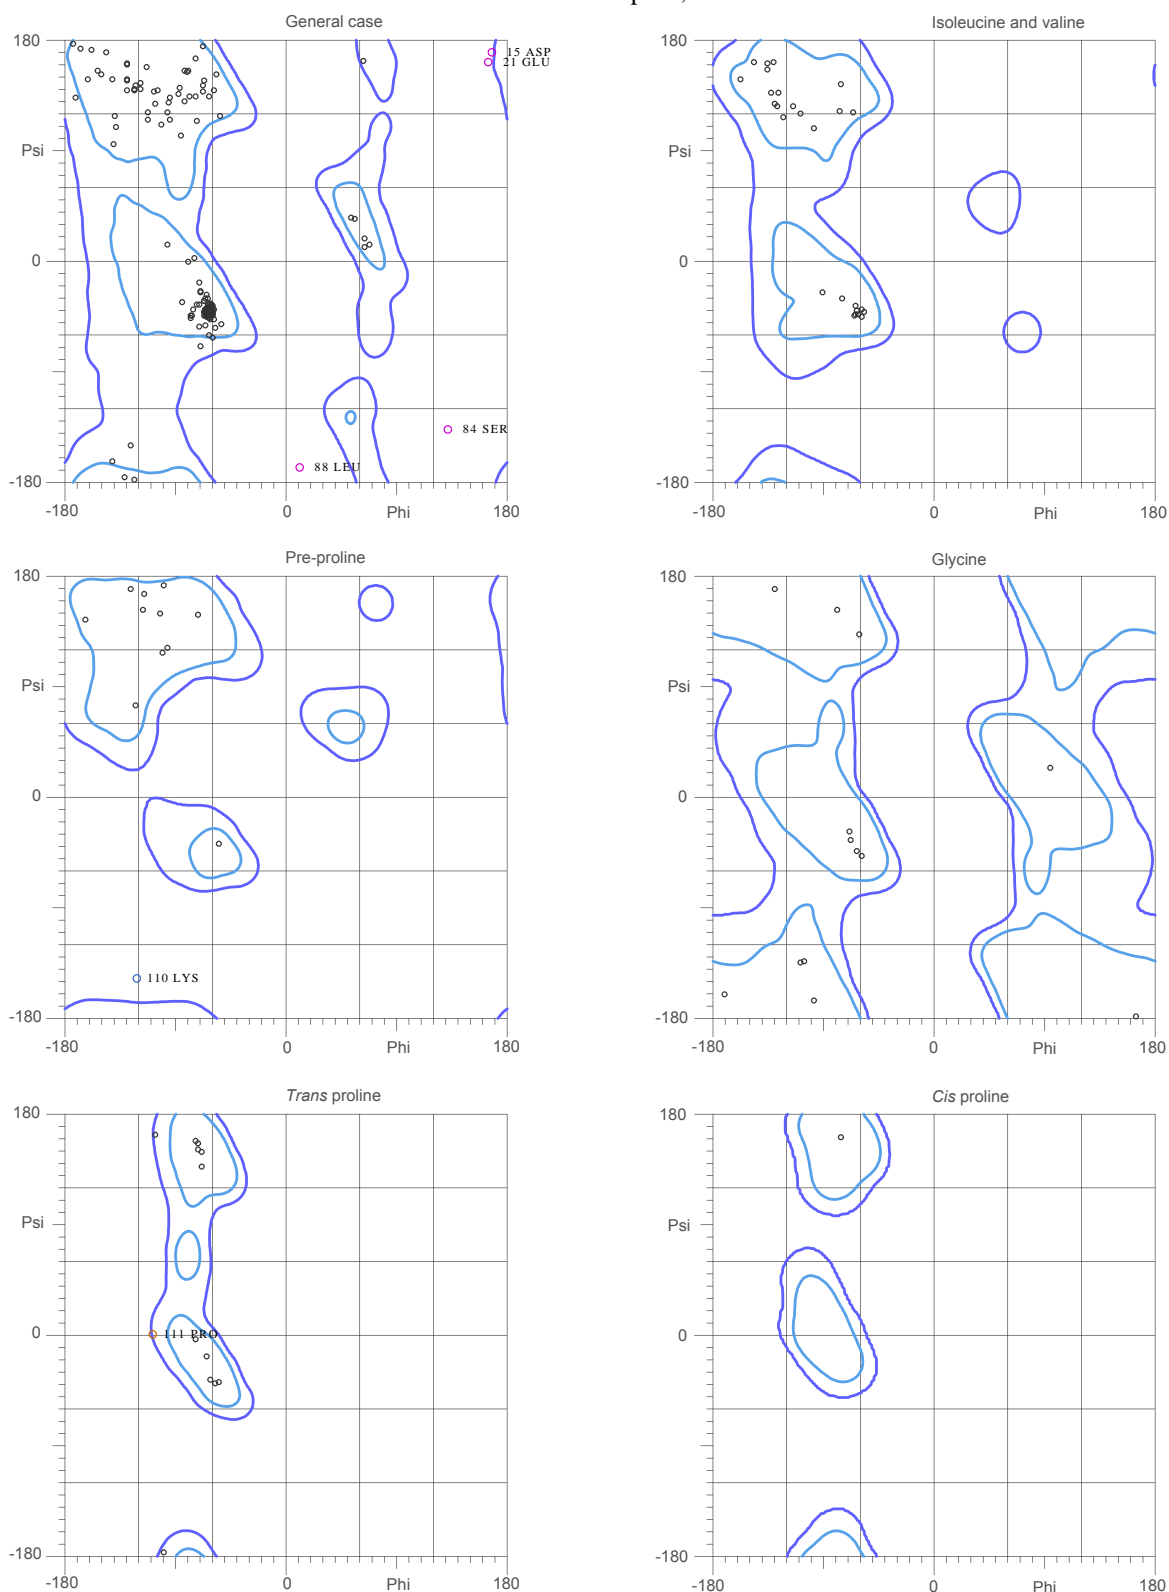 General case
Isoleucine and valine
180
15 ASP
21 GLU
Psi
0
84 SER
88 LEU
-180
-180
0
Phi
180
180
Psi
0
-180
-180
0
Phi
180
Pre-proline
Glycine
180
Psi
0
110 LYS
-180
-180
0
Phi
180
180
Psi
0
-180
-180
0
Phi
180
Trans proline
Cis proline
180
Psi
0
111 PRO
-180
-180
0
Phi
180
180
Psi
0
-180
-180
0
Phi
180